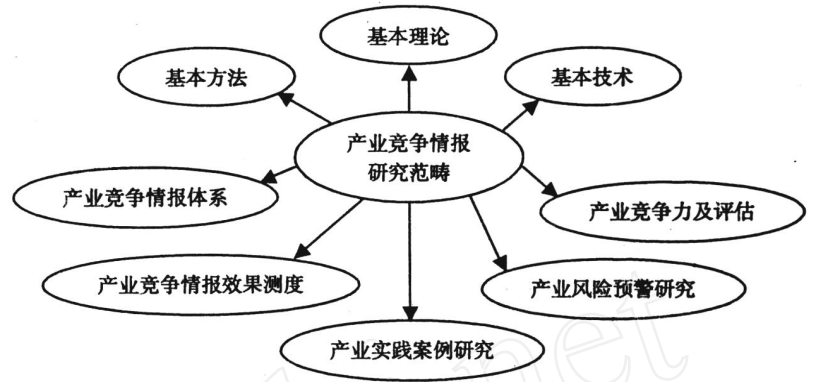 基本理论
基本方法
基本技术
产业竞争情报
研究范畴
产业竞争情报体系
产业竞争力及评估
产业竞争情报效果测度
产业风险预警研究
产业实践案例研究